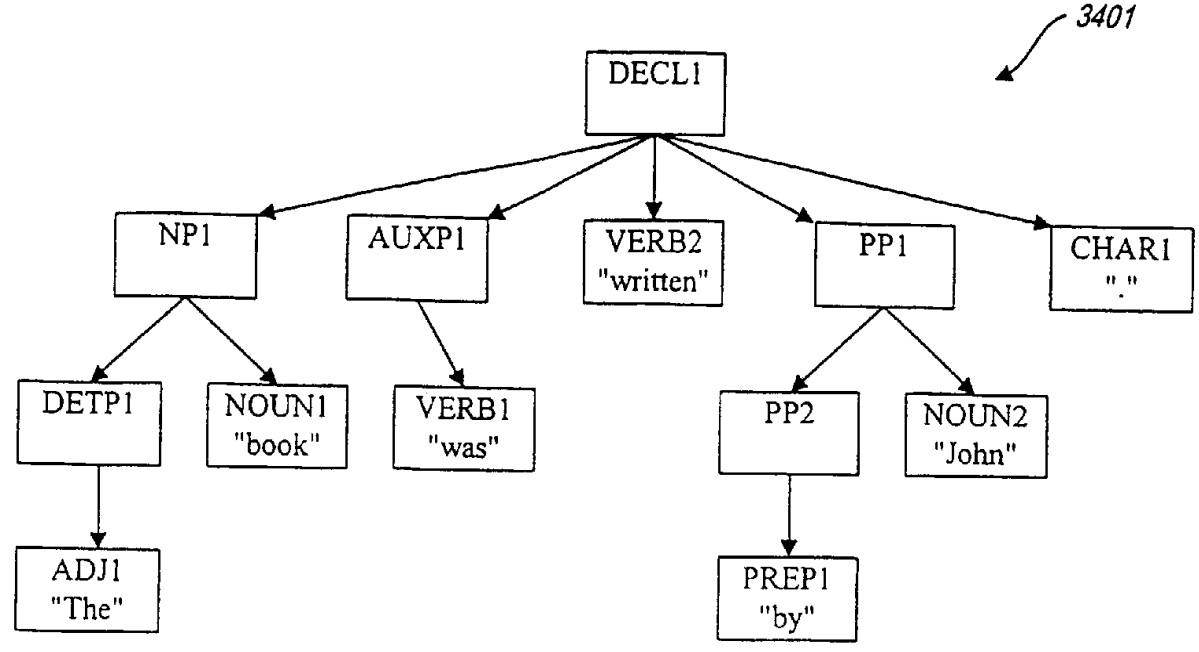 3401
DECL1
NP1
AUXP1
VERB2
"written"
PP1
CHAR1
"."
DETP1
NOUN1
"book"
VERB1
"was"
PP2
NOUN2
"John"
ADJ1
"The"
PREP1
"by"